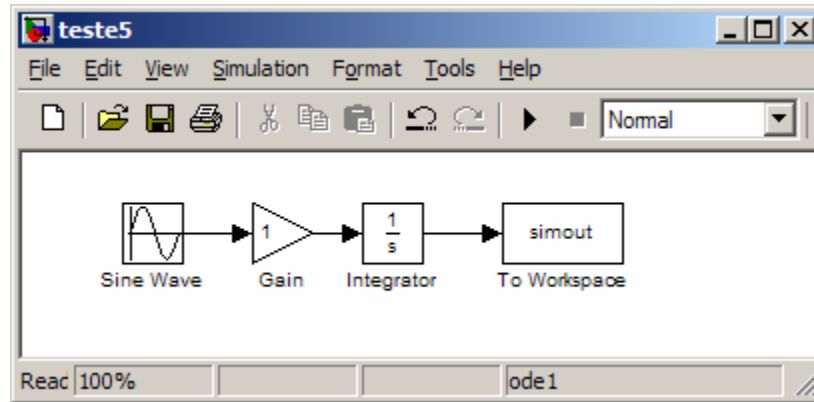 teste5
File Edit View Simulation Format Tools Help
Normal
1 1 simout
s
Sine Wave Gain Integrator To Workspace
Read 100% ode1